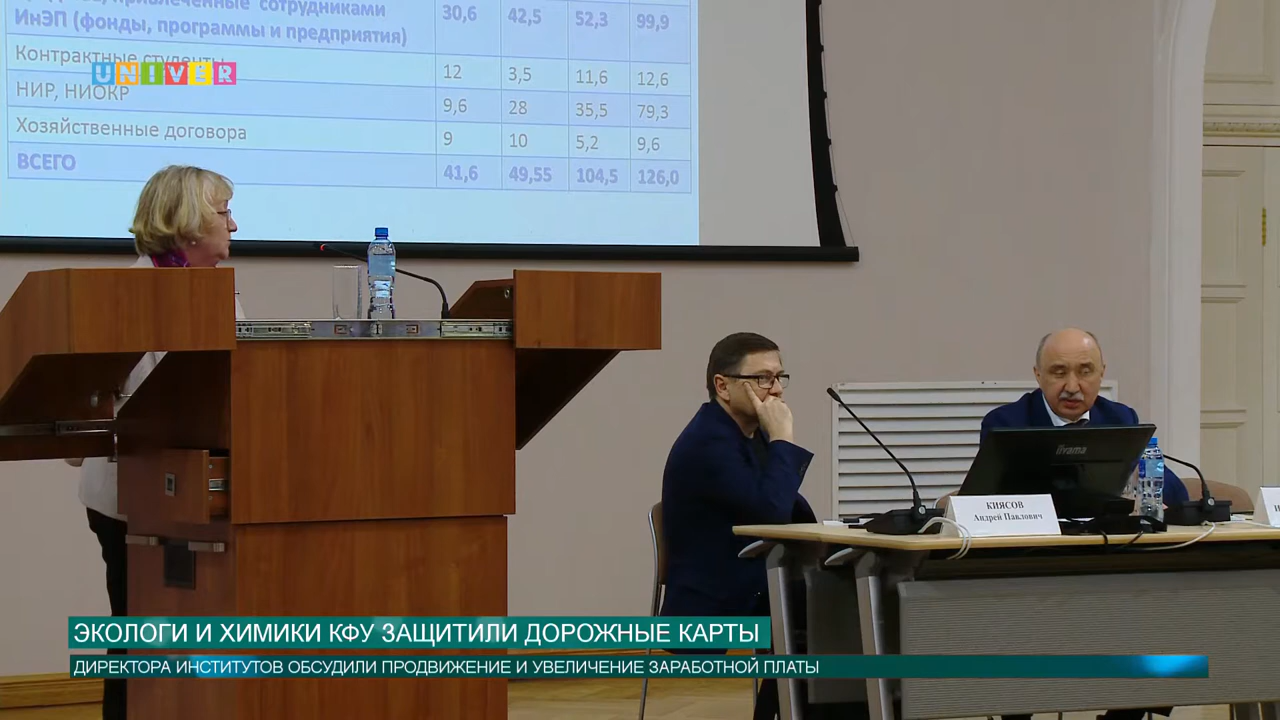 привлечённые сотрудниками
ИнЭП (фонды, программы и предприятия) 30,6 42,5 52,3 99,9
Контрактные студенты 12 3,5 11,6 12,6
UNIVER
НИР, НИОКР 9,6 28 35,5 79,3
Хозяйственные договора 9 10 5,2 9,6
ВСЕГО 41,6 49,55 104,5 126,0
iiyama
КИЯСОВ
Андрей Павлович
ЭКОЛОГИ И ХИМИКИ КФУ ЗАЩИТИЛИ ДОРОЖНЫЕ КАРТЫ
ДИРЕКТОРА ИНСТИТУТОВ ОБСУДИЛИ ПРОДВИЖЕНИЕ И УВЕЛИЧЕНИЕ ЗАРАБОТНОЙ ПЛАТЫ